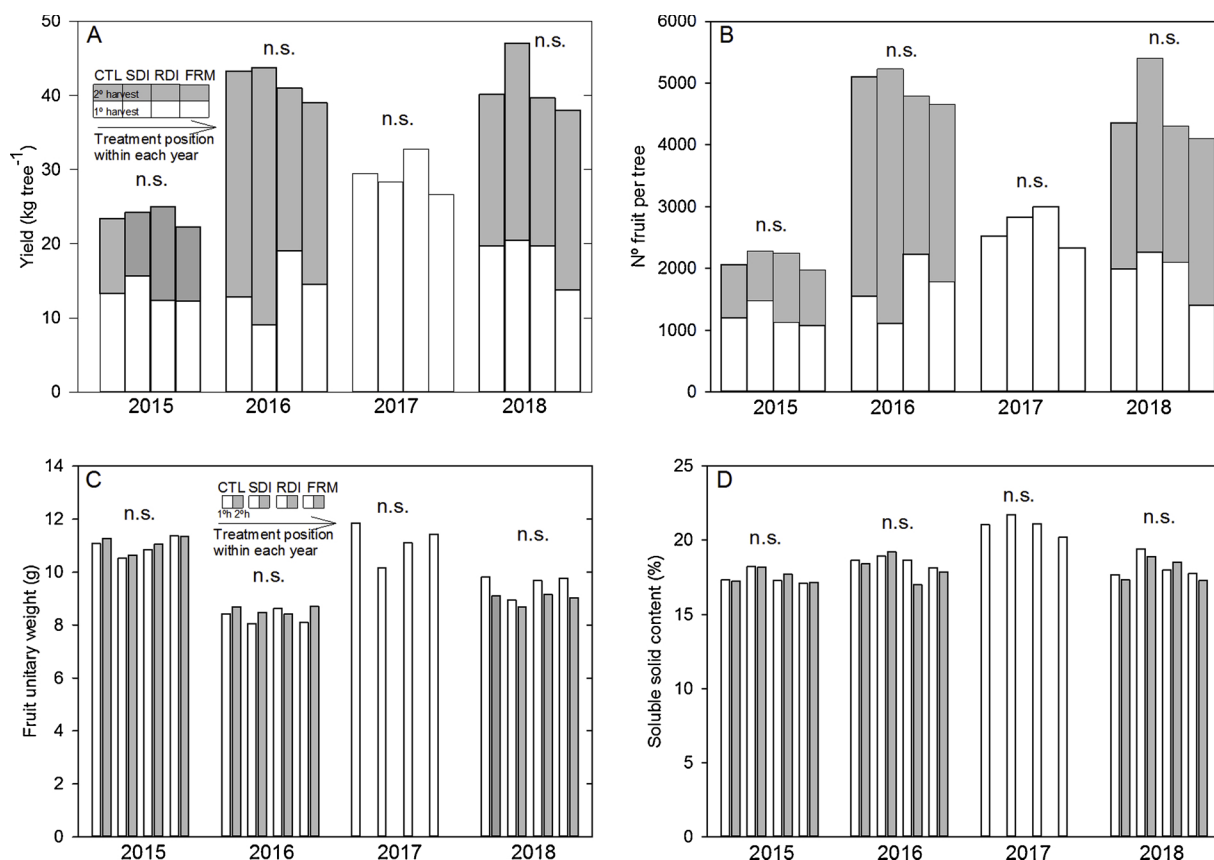 A
50
40
30
20
10
0
Yield (kg tree⁻¹)
CTL SDI RDI FRM
2º harvest
1º harvest
Treatment position
within each year
n.s.
n.s.
n.s.
n.s.
2015 2016 2017 2018
B
6000
5000
4000
3000
2000
1000
0
Nº fruit per tree
n.s.
n.s.
n.s.
n.s.
2015 2016 2017 2018
C
14
12
10
8
6
4
2
0
Fruit unitary weight (g)
CTL SDI RDI FRM
1ºh 2ºh
Treatment position
within each year
n.s.
n.s.
n.s.
n.s.
2015 2016 2017 2018
D
25
20
15
10
5
0
Soluble solid content (%)
n.s.
n.s.
n.s.
n.s.
2015 2016 2017 2018